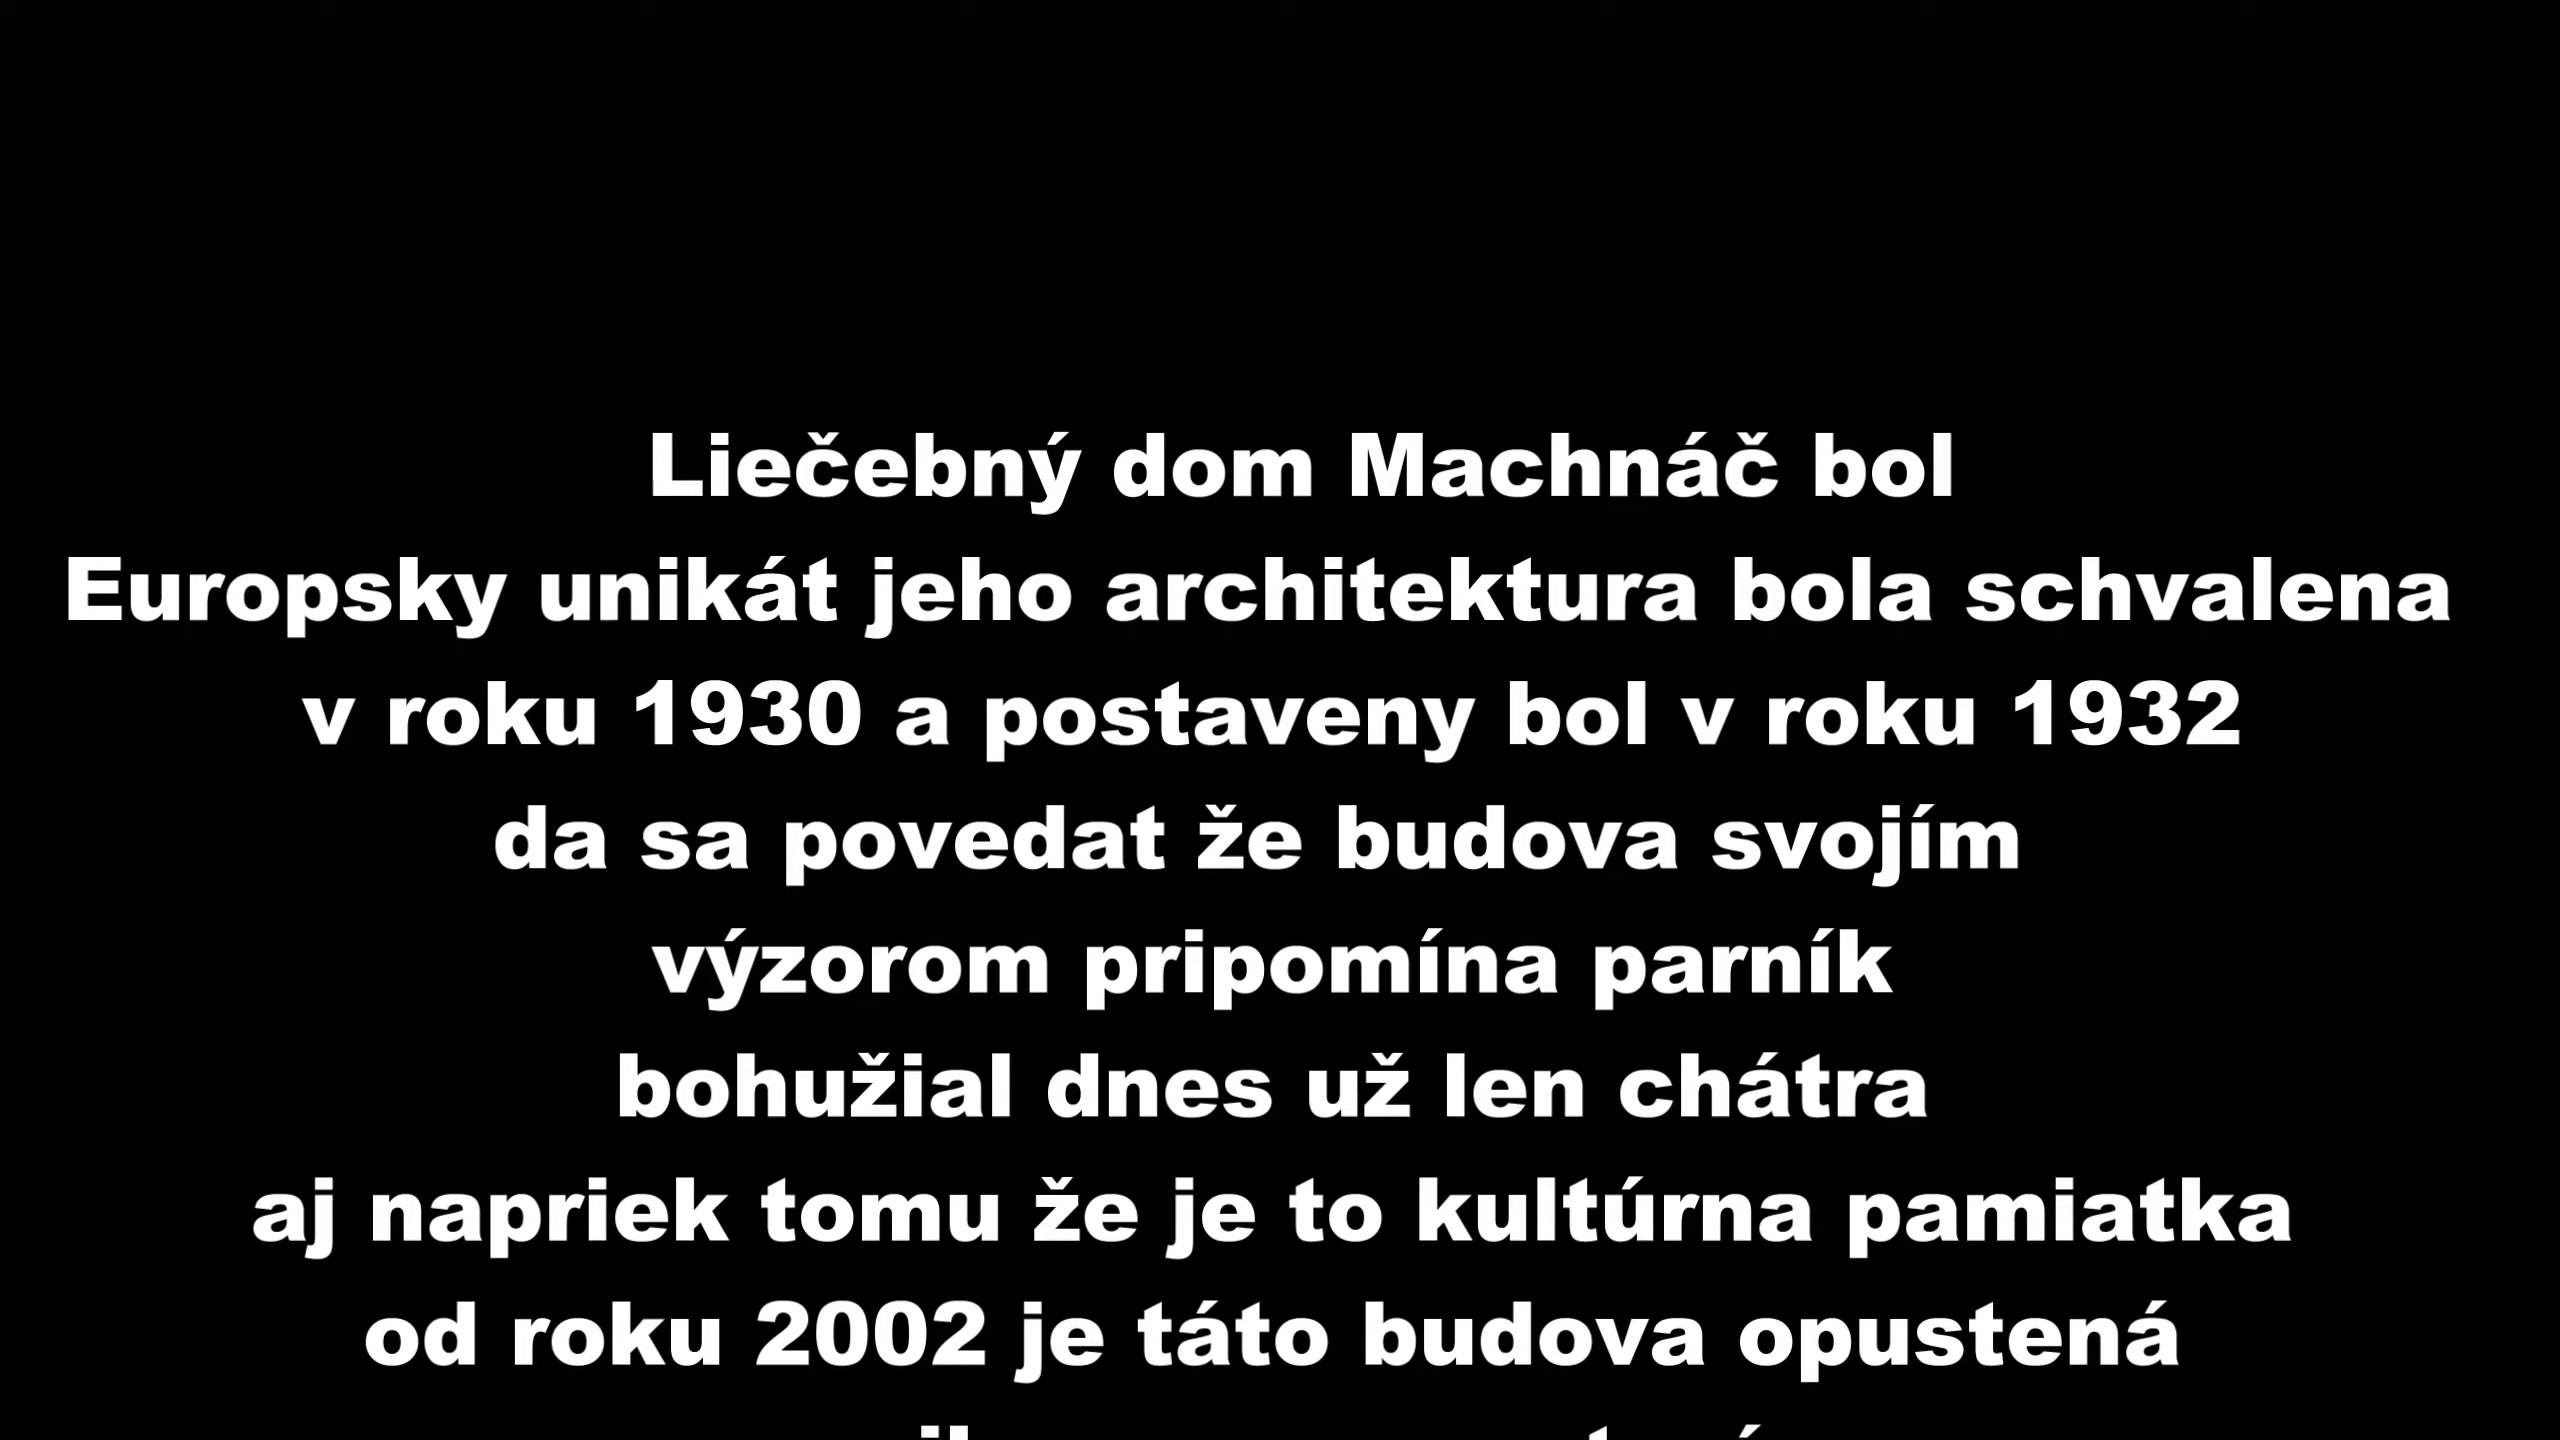 Liečebný dom Machnáč bol
Europsky unikát jeho architektura bola schvalena
v roku 1930 a postaveny bol v roku 1932
da sa povedat že budova svojím
výzorom pripomína parník
bohužial dnes už len chátra
aj napriek tomu že je to kultúrna pamiatka
od roku 2002 je táto budova opustená